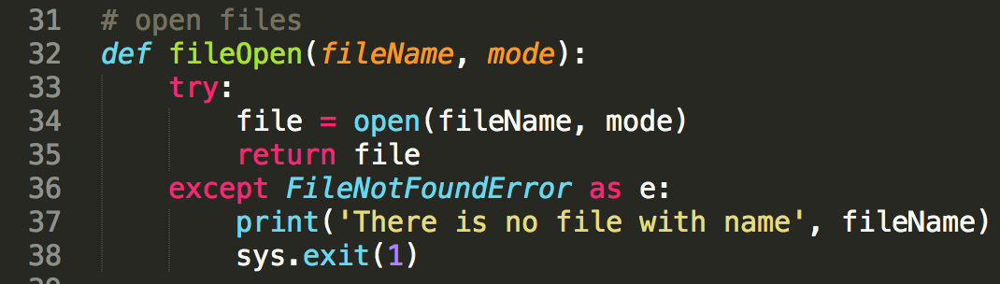 31 # open files
32 def fileOpen(fileName, mode):
33     try:
34         file = open(fileName, mode)
35         return file
36     except FileNotFoundError as e:
37         print('There is no file with name', fileName)
38         sys.exit(1)